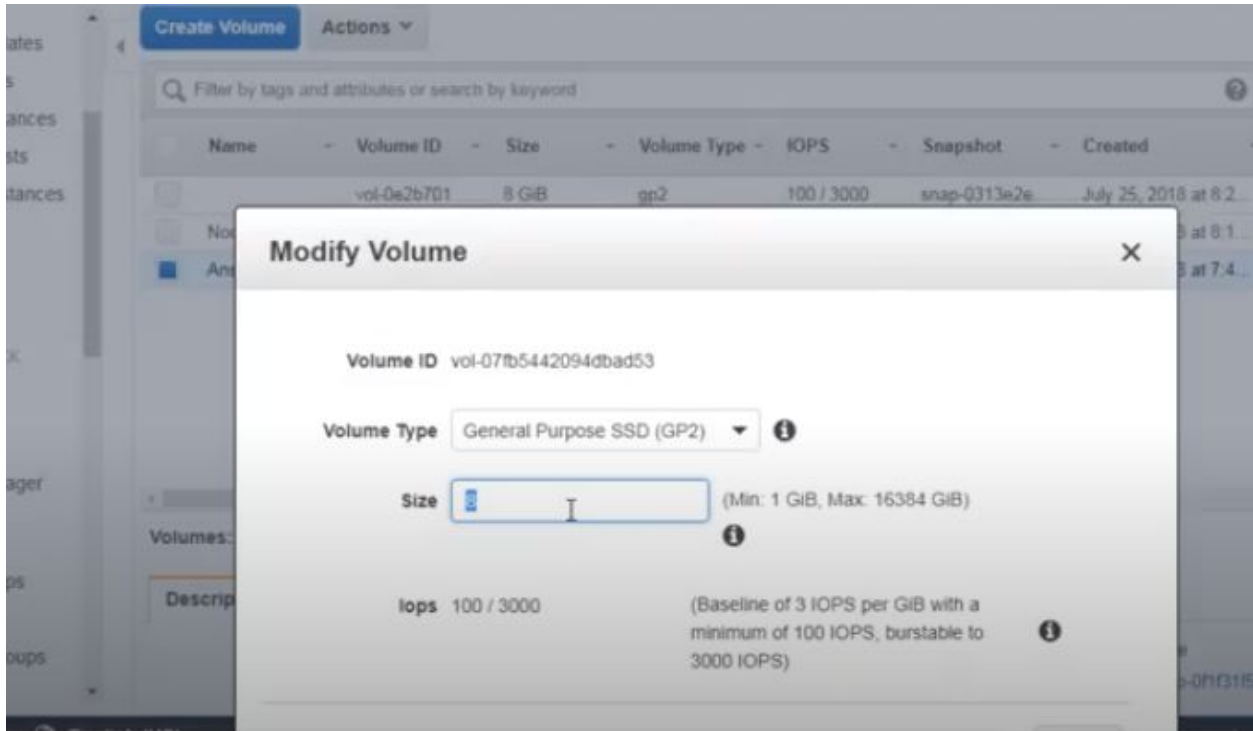 Create Volume Actions
ates
Filter by tags and attributes or search by keyword
s
ances
Name Volume ID Size Volume Type IOPS Snapshot Created
sts
tances
vol-0e2b701 8 GiB gp2 100 / 3000 snap-0313e2e... July 25, 2018 at 8:2...
Noo 8 at 8:1...
Ans 8 at 7:4...
Modify Volume
Volume ID vol-07fb5442094dbad53
Volume Type General Purpose SSD (GP2)
ager
Size 8 (Min: 1 GiB, Max: 16384 GiB)
Volumes:
ps
Descrip
Iops 100 / 3000 (Baseline of 3 IOPS per GiB with a
minimum of 100 IOPS, burstable to
3000 IOPS)
oups